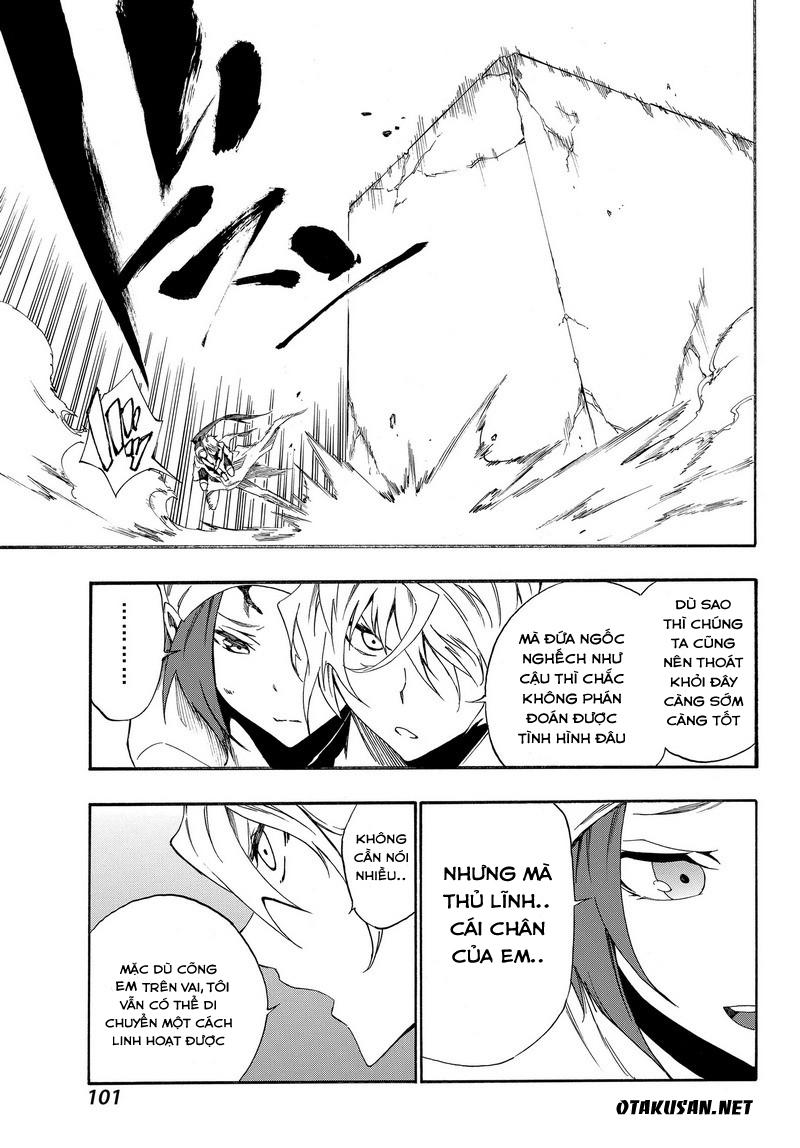 ドドン
DÙ SAO
THÌ CHÚNG
TA CŨNG
NÊN THOÁT
KHỎI ĐÂY
CÀNG SỚM
CÀNG TỐT
MÀ ĐỨA NGỐC
NGHẾCH NHƯ
CẬU THÌ CHẮC
KHÔNG PHÁN
ĐOÁN ĐƯỢC
TÌNH HÌNH ĐÂU
.........
NHƯNG MÀ
THỦ LĨNH..
CÁI CHÂN
CỦA EM..
KHÔNG
CẦN NÓI
NHIỀU..
MẶC DÙ CÕNG
EM TRÊN VAI, TÔI
VẪN CÓ THỂ DI
CHUYỂN MỘT CÁCH
LINH HOẠT ĐƯỢC
101
OTAKUSAN.NET